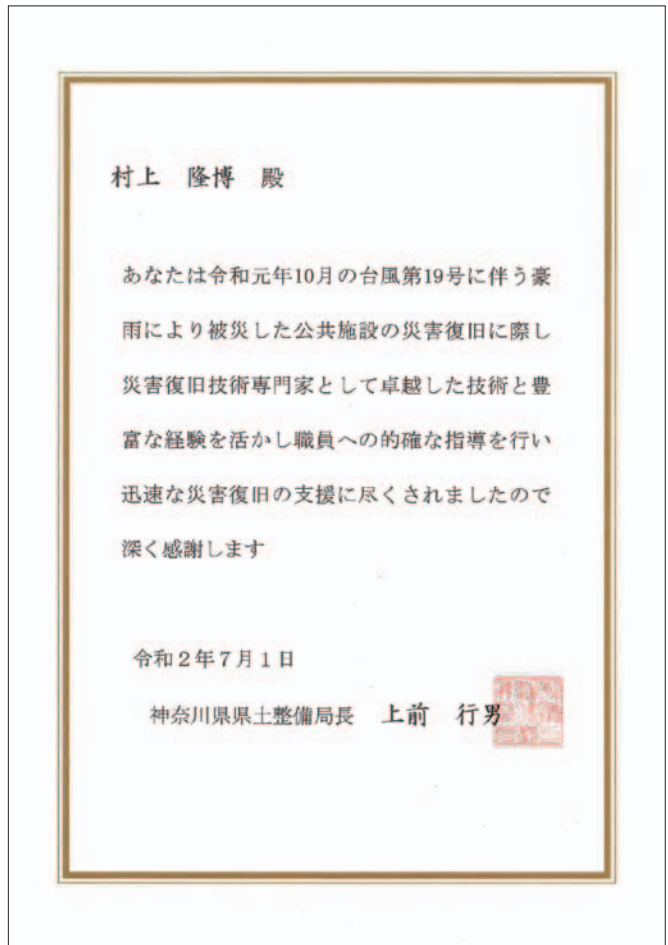 村上　隆博　殿
あなたは令和元年10月の台風第19号に伴う豪
雨により被災した公共施設の災害復旧に際し
災害復旧技術専門家として卓越した技術と豊
富な経験を活かし職員への的確な指導を行い
迅速な災害復旧の支援に尽くされましたので
深く感謝します
令和２年７月１日
神奈川県県土整備局長　上前　行男